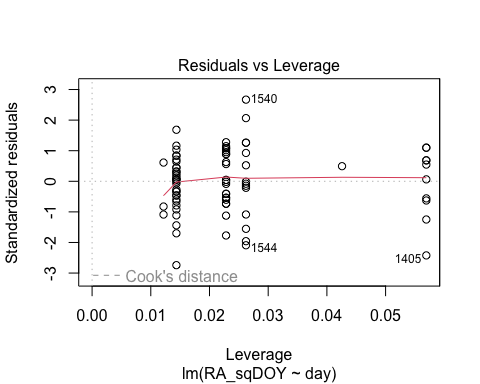 Residuals vs Leverage
Standardized residuals
3
2
1
0
-1
-2
-3
1540
1544
1405
Cook's distance
0.00 0.01 0.02 0.03 0.04 0.05
Leverage
lm(RA_sqDOY ~ day)